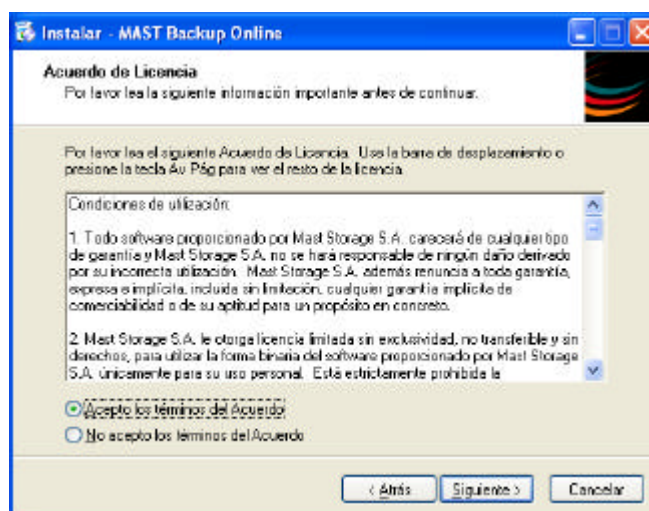 Instalar - MAST Backup Online
Acuerdo de Licencia
Por favor lea la siguiente información importante antes de continuar.
Por favor lea el siguiente Acuerdo de Licencia. Use la barra de desplazamiento o
presione la tecla Av Pág para ver el resto de la licencia.
Condiciones de utilización:
1. Todo software proporcionado por Mast Storage S.A. carecerá de cualquier tipo
de garantía y Mast Storage S.A. no se hará responsable de ningún daño derivado
por su incorrecta utilización. Mast Storage S.A. además renuncia a toda garantía,
expresa e implícita, incluida sin limitación, cualquier garantía implícita de
comerciabilidad o de su aptitud para un propósito en concreto.
2. Mast Storage S.A. le otorga licencia limitada sin exclusividad, no transferible y sin
derechos, para utilizar la forma binaria del software proporcionado por Mast Storage
S.A. únicamente para su uso personal. Está estrictamente prohibida la
Acepto los términos del Acuerdo
No acepto los términos del Acuerdo
< Atrás Siguiente > Cancelar